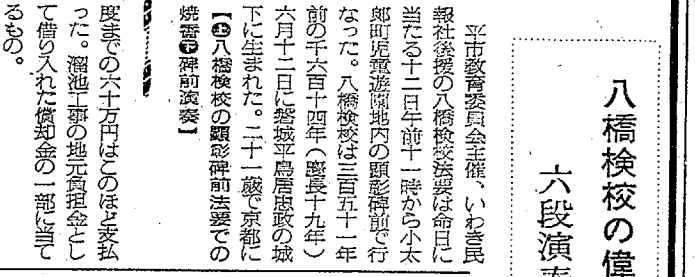 八橋検校の偉
六段演奏
平市教育委員会主催、いわき民
報社後援の八橋検校法要は命日に
当たる十二日午前十一時から小太
郎町児童遊園地内の顕彰碑前で行
なった。八橋検校は三百五十一年
前の千六百十四年（慶長十九年）
六月十二日に磐城平鳥居忠政の城
下に生まれた。二十一歳で京都に
【㊤八橋検校の顕彰碑前法要での
焼香㊦碑前演奏】
度までの六十万円はこのほど支払
った。溜池工事の地元負担金とし
て借り入れた償却金の一部に当て
るもの。